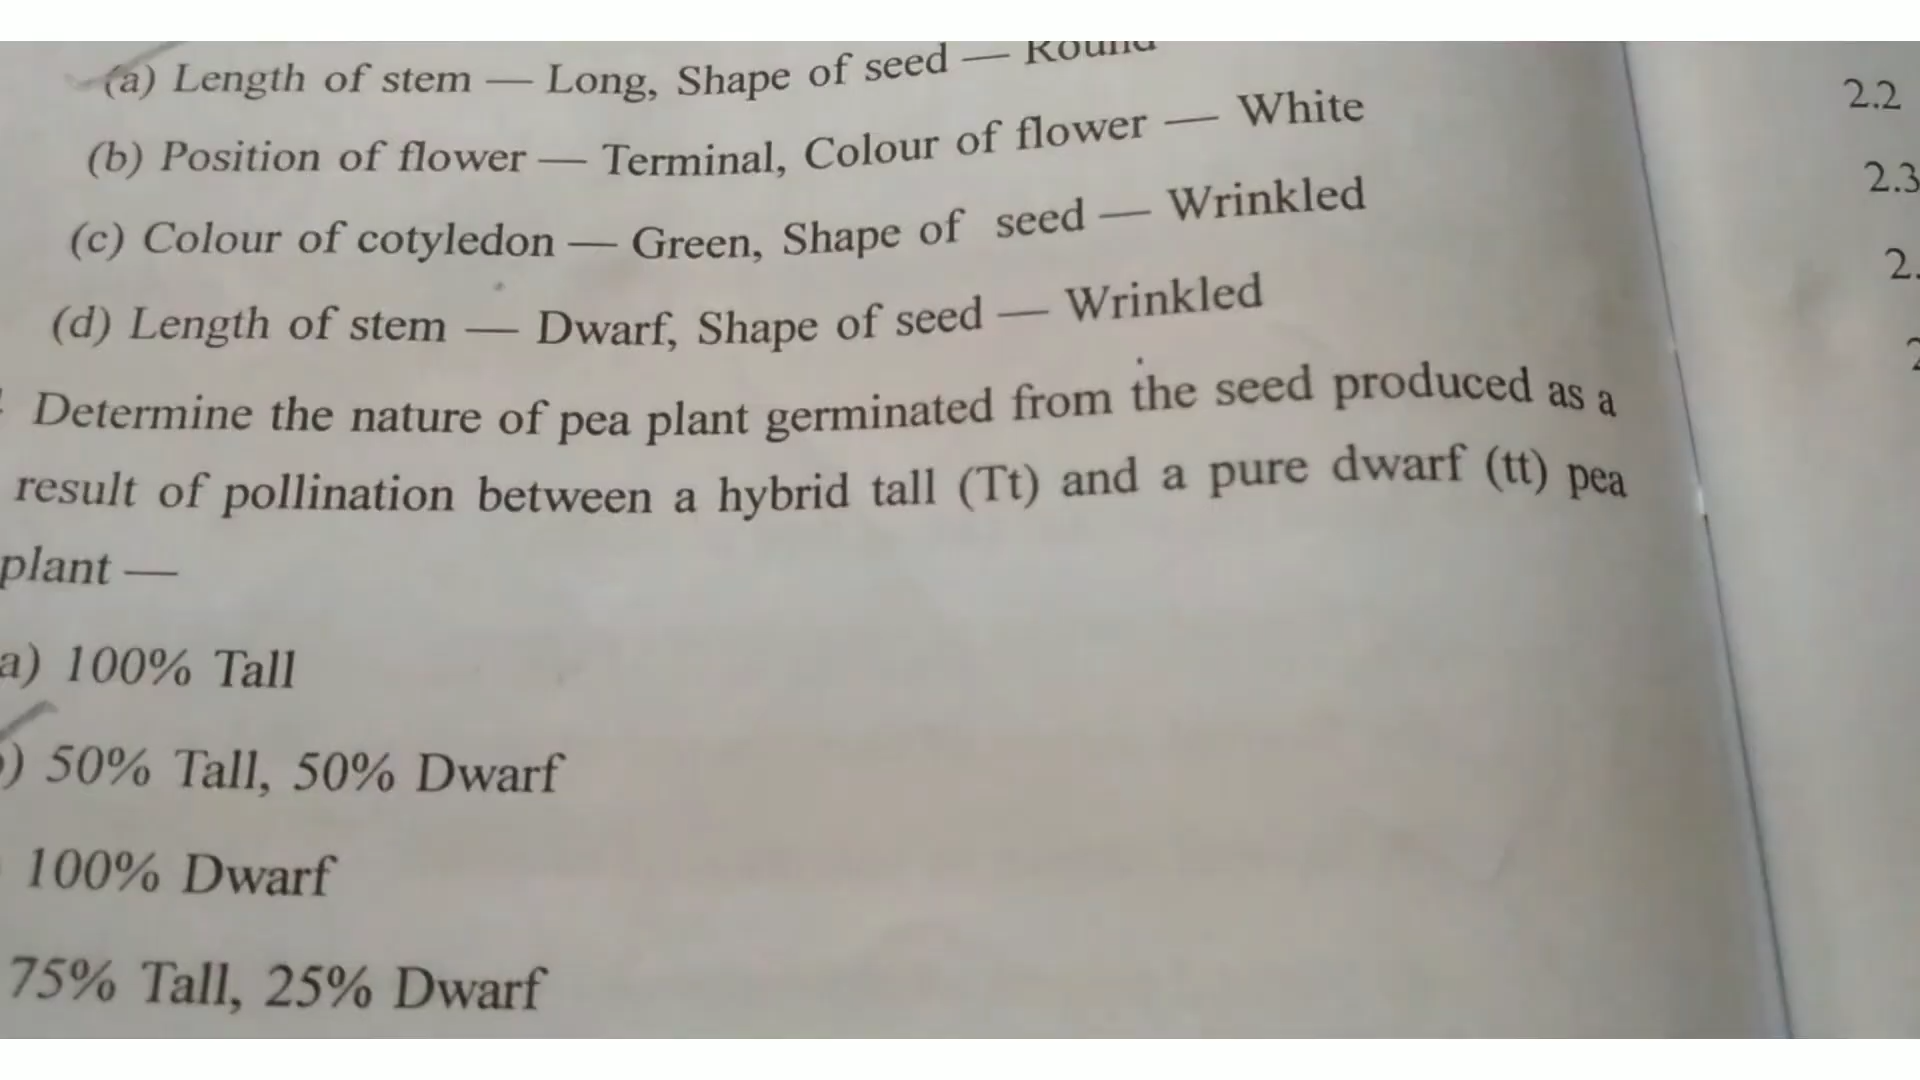 (a) Length of stem — Long, Shape of seed — Round
(b) Position of flower — Terminal, Colour of flower — White
(c) Colour of cotyledon — Green, Shape of seed — Wrinkled
(d) Length of stem — Dwarf, Shape of seed — Wrinkled
Determine the nature of pea plant germinated from the seed produced as a
result of pollination between a hybrid tall (Tt) and a pure dwarf (tt) pea
plant —
a) 100% Tall
) 50% Tall, 50% Dwarf
100% Dwarf
75% Tall, 25% Dwarf
2.2
2.3
2.
2